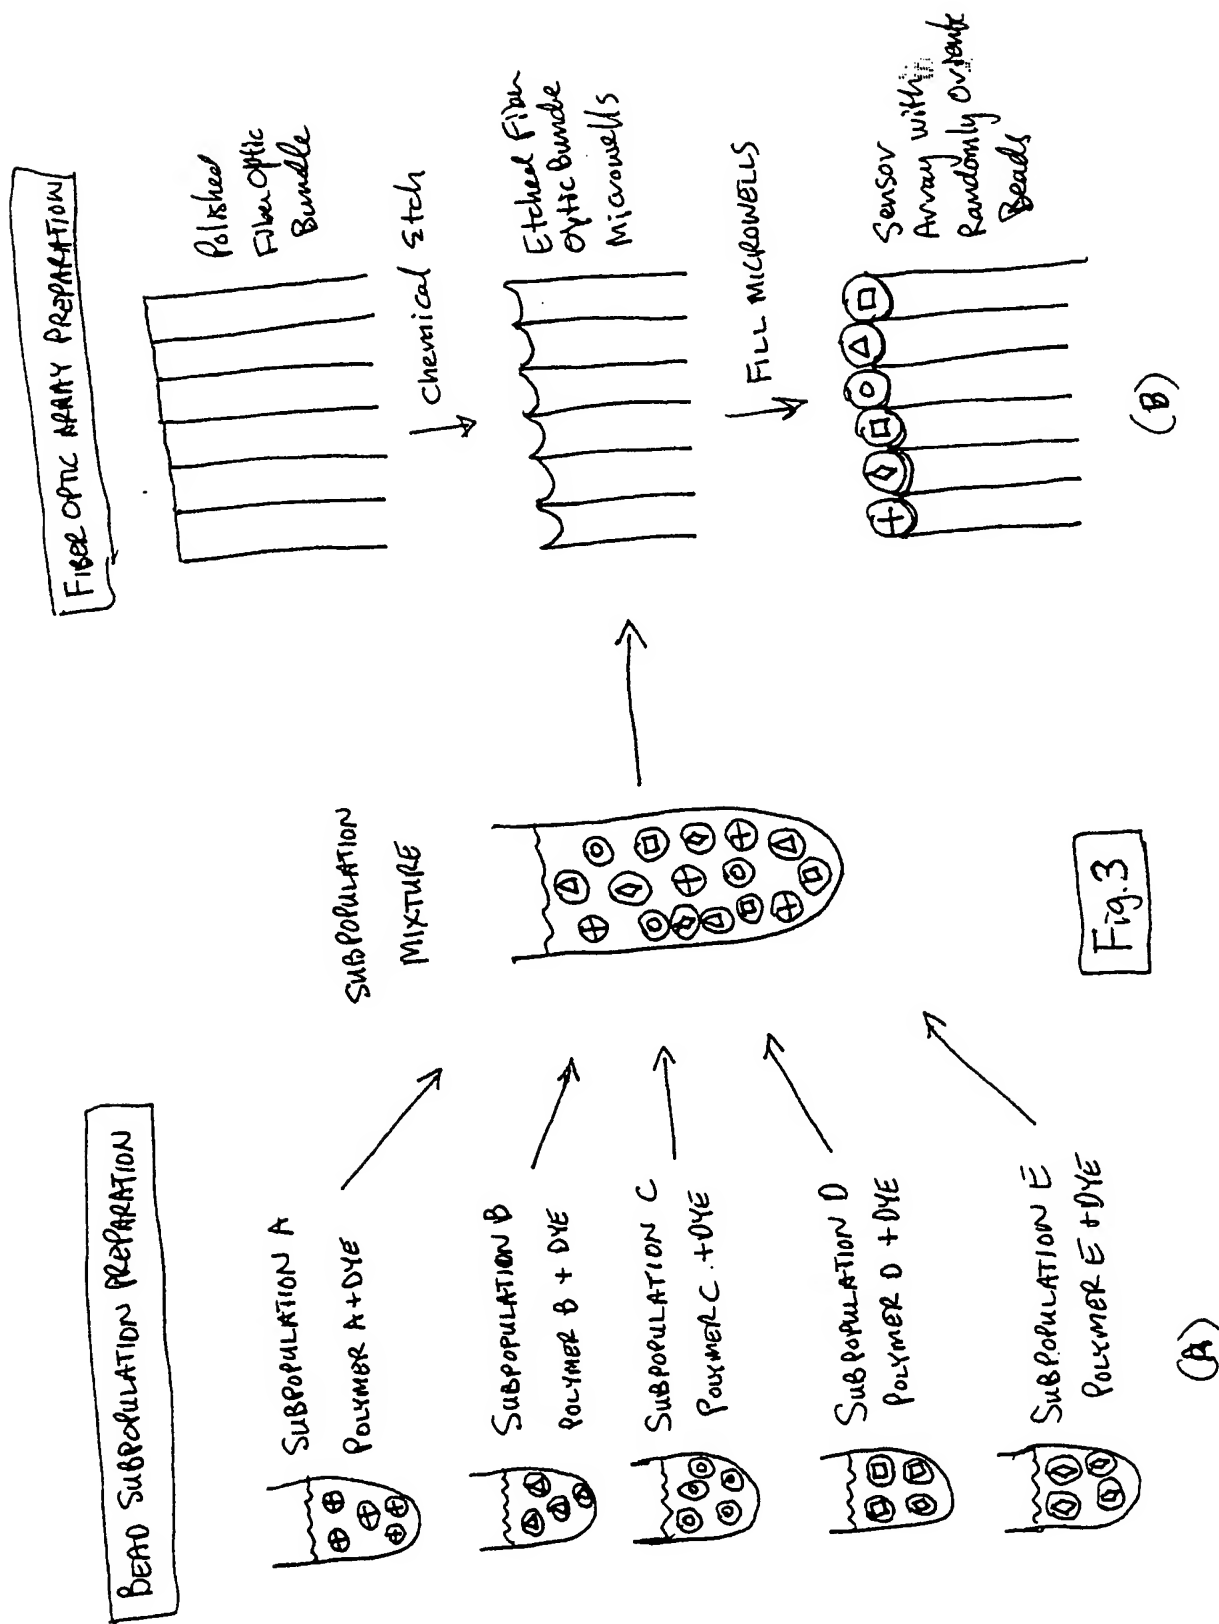 BEAD SUBPOPULATION PREPARATION
SUBPOPULATION A
POLYMER A + DYE
SUBPOPULATION B
POLYMER B + DYE
SUBPOPULATION C
POLYMER C . + DYE
SUBPOPULATION D
POLYMER D + DYE
SUBPOPULATION E
POLYMER E + DYE
(A)
SUBPOPULATION
MIXTURE
Fig.3
FIBER OPTIC ARRAY PREPARATION
Polished
Fiber Optic
Bundle
Chemical Etch
Etched Fiber
Optic Bundle
Microwells
FILL MICROWELLS
Sensor
Array with
Randomly
Beads
(B)